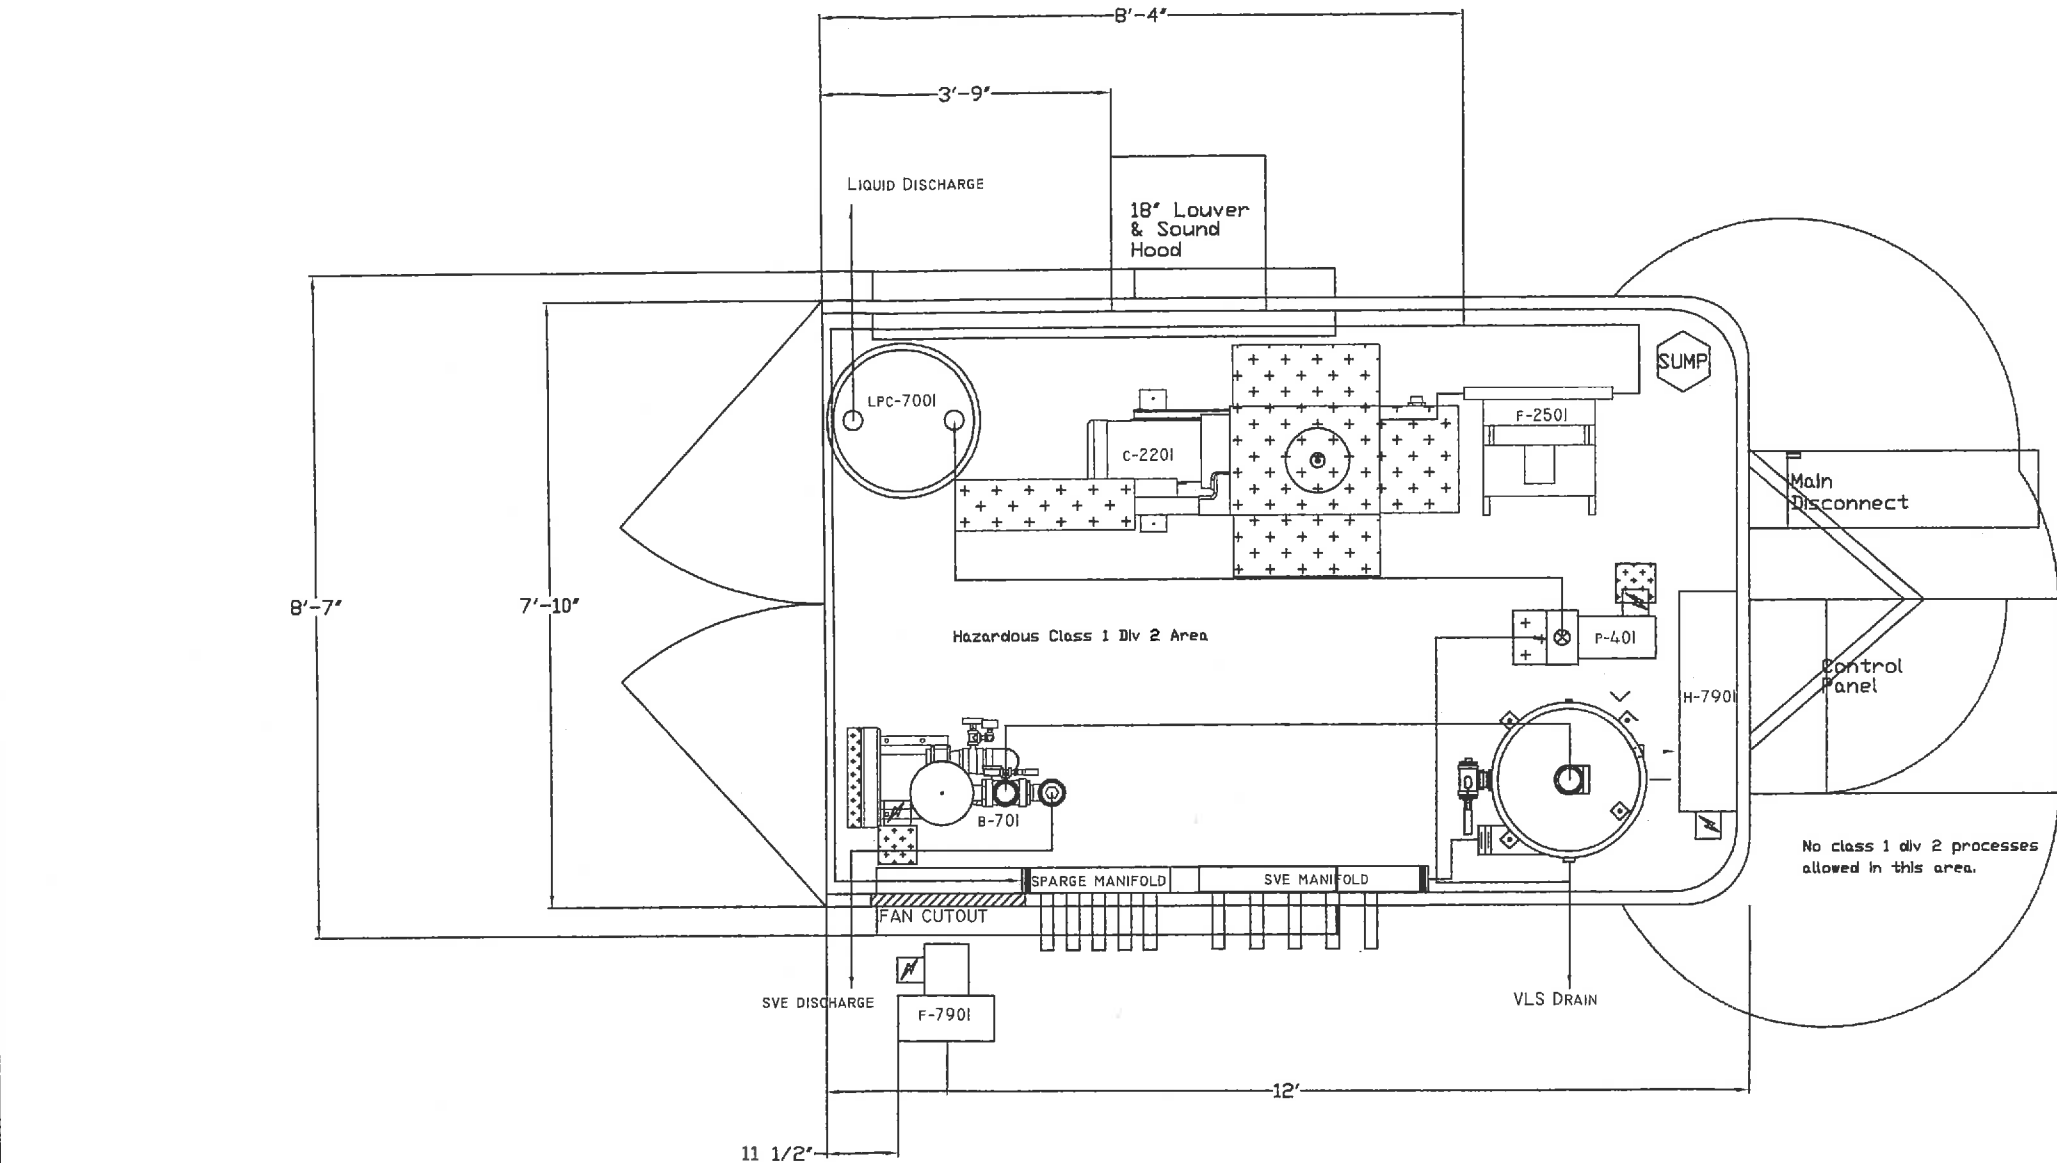 8'-4"
3'-9"
LIQUID DISCHARGE
18" Louver
& Sound
Hood
SUMP
LPC-7001
F-2501
C-2201
Main
Disconnect
8'-7"
7'-10"
Hazardous Class 1 Div 2 Area
P-401
Control
Panel
H-7901
B-701
No class 1 div 2 processes
allowed in this area.
SPARGE MANIFOLD
SVE MANIFOLD
FAN CUTOUT
SVE DISCHARGE
VLS DRAIN
F-7901
12'
11 1/2"